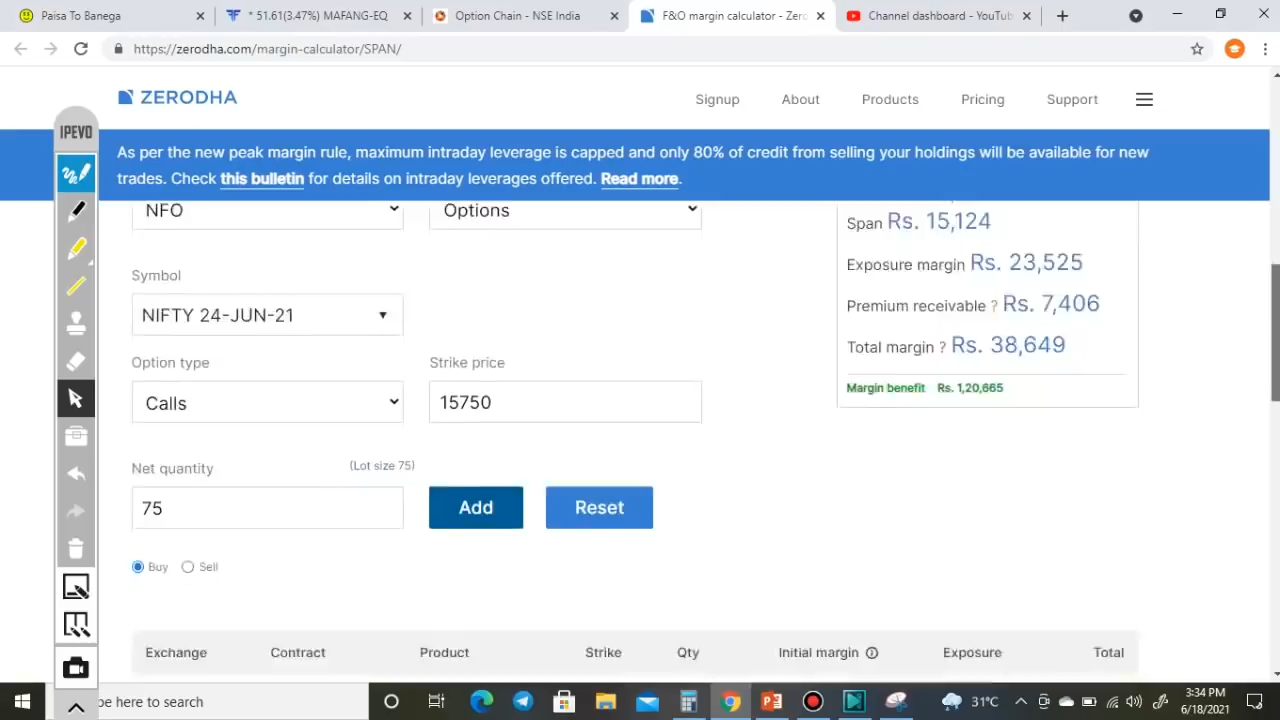 Paisa To Banega
* 51.61(3.47%) MAFANG-EQ
Option Chain - NSE India
F&O margin calculator - Zero
Channel dashboard - YouTub
https://zerodha.com/margin-calculator/SPAN/
ZERODHA
Signup
About
Products
Pricing
Support
IPEVO
As per the new peak margin rule, maximum intraday leverage is capped and only 80% of credit from selling your holdings will be available for new
trades. Check this bulletin for details on intraday leverages offered. Read more.
NFO
Options
Span Rs. 15,124
Exposure margin Rs. 23,525
Premium receivable ? Rs. 7,406
Total margin ? Rs. 38,649
Margin benefit Rs. 1,20,665
Symbol
NIFTY 24-JUN-21
Option type
Strike price
Calls
15750
Net quantity
(Lot size 75)
75
Add
Reset
Buy
Sell
Exchange
Contract
Product
Strike
Qty
Initial margin
Exposure
Total
pe here to search
31°C
3:34 PM
6/18/2021